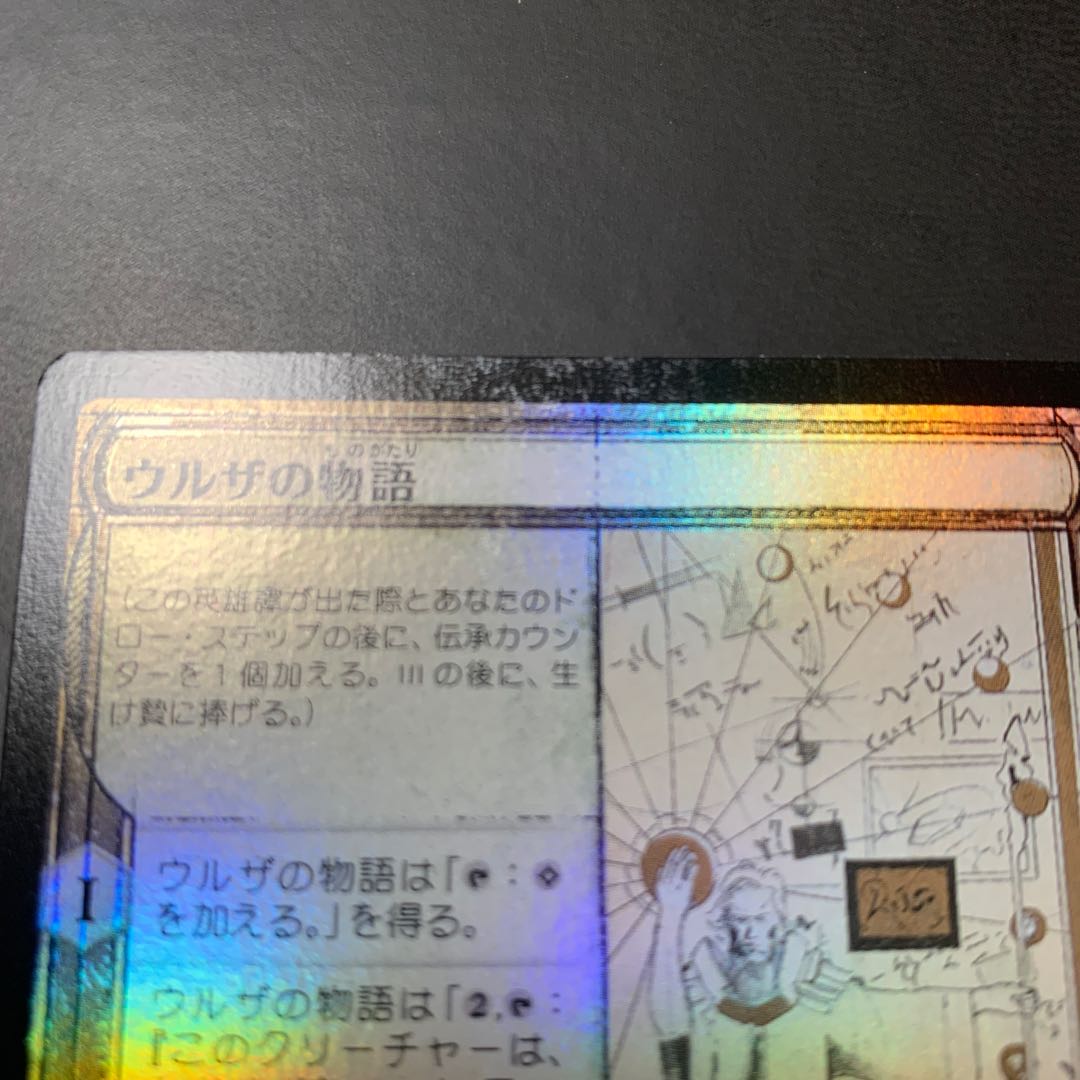 ウルザの物語
ものがたり
(この英雄譚が出た際とあなたのド
ロー・ステップの後に、伝承カウン
ターを1個加える。IIIの後に、生
け贄に捧げる。)
I
ウルザの物語は「T:◇
を加える。」を得る。
ウルザの物語は「2,T:
『このクリーチャーは、